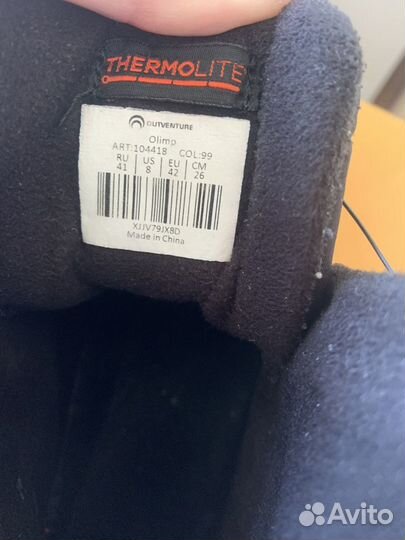 THERMOLITE
OUTVENTURE
Olimp
ART:104418 COL:99
RU US EU CM
41 8 42 26
XJJV79JX8D
Made in China
Avito